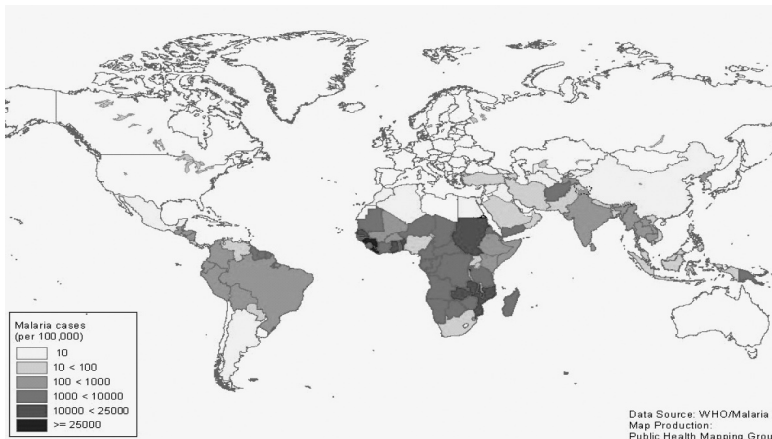 Malaria cases
(per 100,000)
10
10 < 100
100 < 1000
1000 < 10000
10000 < 25000
>= 25000
Data Source: WHO/Malaria
Map Production:
Public Health Mapping Grou